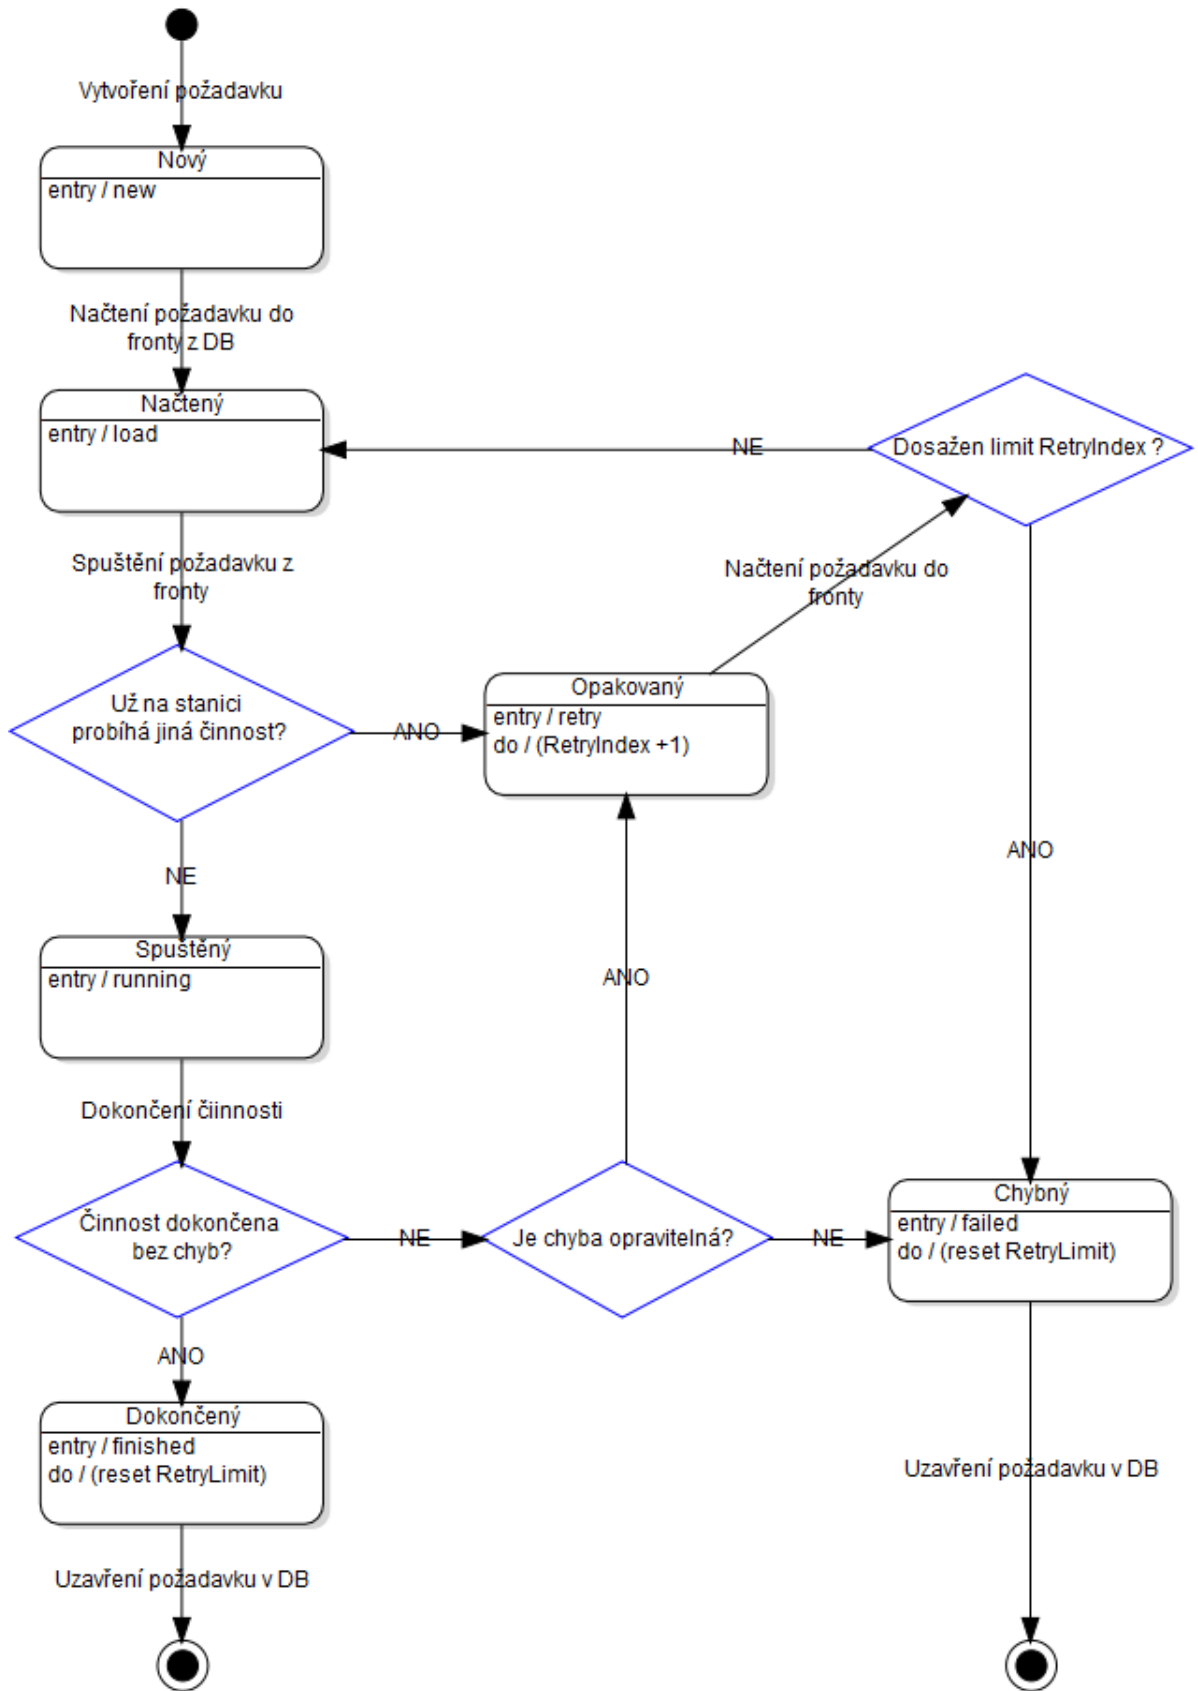 Vytvoření požadavku
Nový
entry / new
Načtení požadavku do
fronty z DB
Načtený
entry / load
NE
Dosažen limit RetryIndex ?
Spuštění požadavku z
fronty
Načtení požadavku do
fronty
Už na stanici
probíhá jiná činnost?
ANO
Opakovaný
entry / retry
do / (RetryIndex +1)
ANO
NE
Spuštěný
entry / running
ANO
Dokončení čiinnosti
Činnost dokončena
bez chyb?
NE
Je chyba opravitelná?
NE
Chybný
entry / failed
do / (reset RetryLimit)
ANO
Dokončený
entry / finished
do / (reset RetryLimit)
Uzavření požadavku v DB
Uzavření požadavku v DB